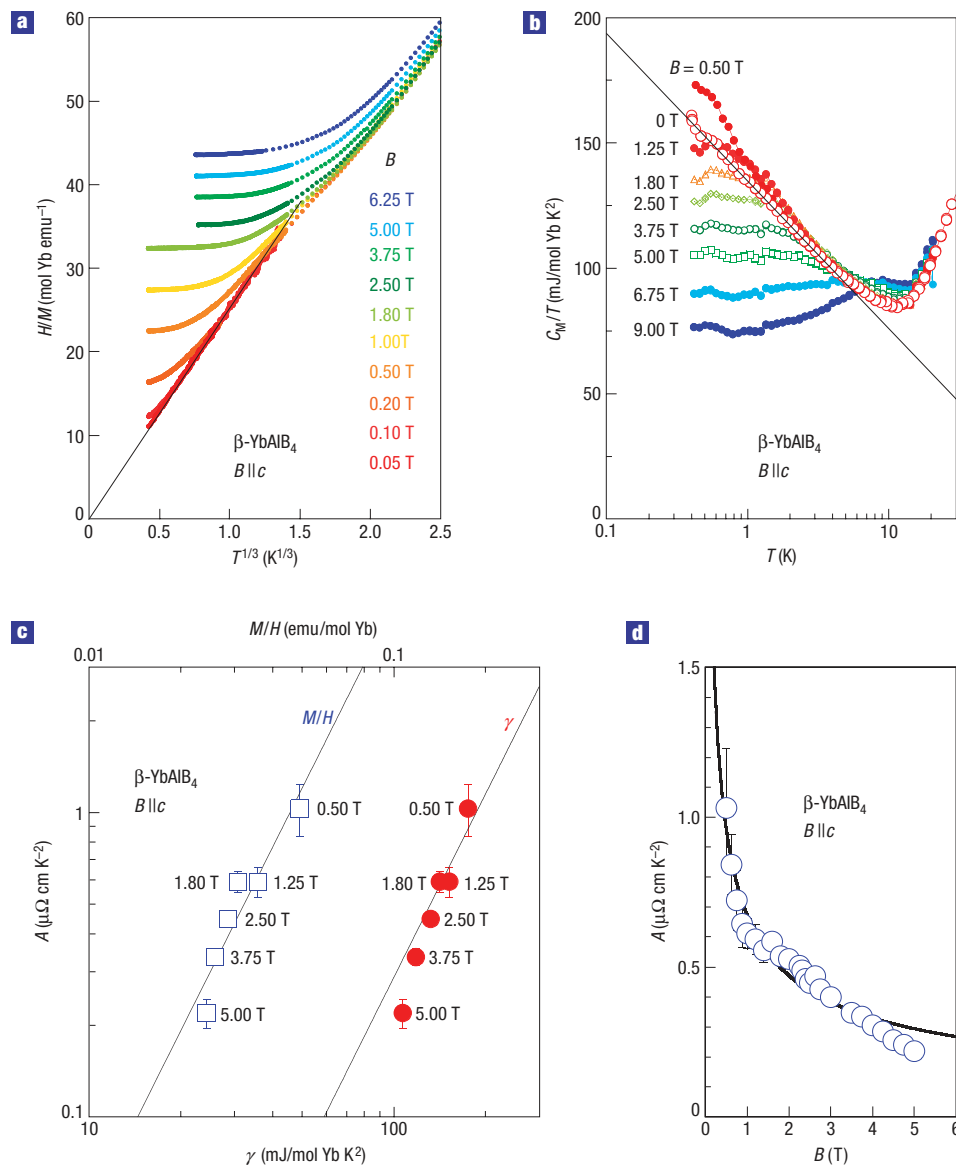 a
60
50
40
30
20
10
0
H/M (mol Yb emu⁻¹)
B
6.25 T
5.00 T
3.75 T
2.50 T
1.80 T
1.00T
0.50 T
0.20 T
0.10 T
0.05 T
β-YbAlB₄
B || c
0 0.5 1.0 1.5 2.0 2.5
T¹ᐟ³ (K¹ᐟ³)
b
200
150
100
50
0
C_M/T (mJ/mol Yb K²)
B = 0.50 T
0 T
1.25 T
1.80 T
2.50 T
3.75 T
5.00 T
6.75 T
9.00 T
β-YbAlB₄
B || c
0.1 1 10
T (K)
c
M/H (emu/mol Yb)
0.01 0.1
M/H
γ
β-YbAlB₄
B || c
1
0.1
A (μΩ cm K⁻²)
0.50 T 0.50 T
1.80 T 1.25 T 1.80 T 1.25 T
2.50 T 2.50 T
3.75 T 3.75 T
5.00 T 5.00 T
10 100
γ (mJ/mol Yb K²)
d
1.5
1.0
0.5
0
A (μΩ cm K⁻²)
β-YbAlB₄
B || c
0 1 2 3 4 5 6
B (T)